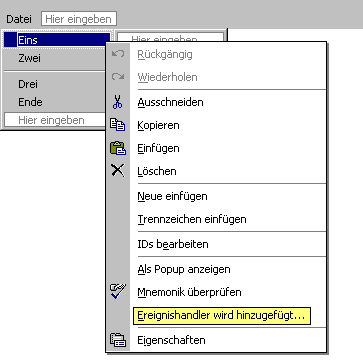 Datei Hier eingeben
Eins Hier eingeben
Zwei
Drei
Ende
Hier eingeben
Rückgängig
Wiederholen
Ausschneiden
Kopieren
Einfügen
Löschen
Neue einfügen
Trennzeichen einfügen
IDs bearbeiten
Als Popup anzeigen
Mnemonik überprüfen
Ereignishandler wird hinzugefügt...
Eigenschaften